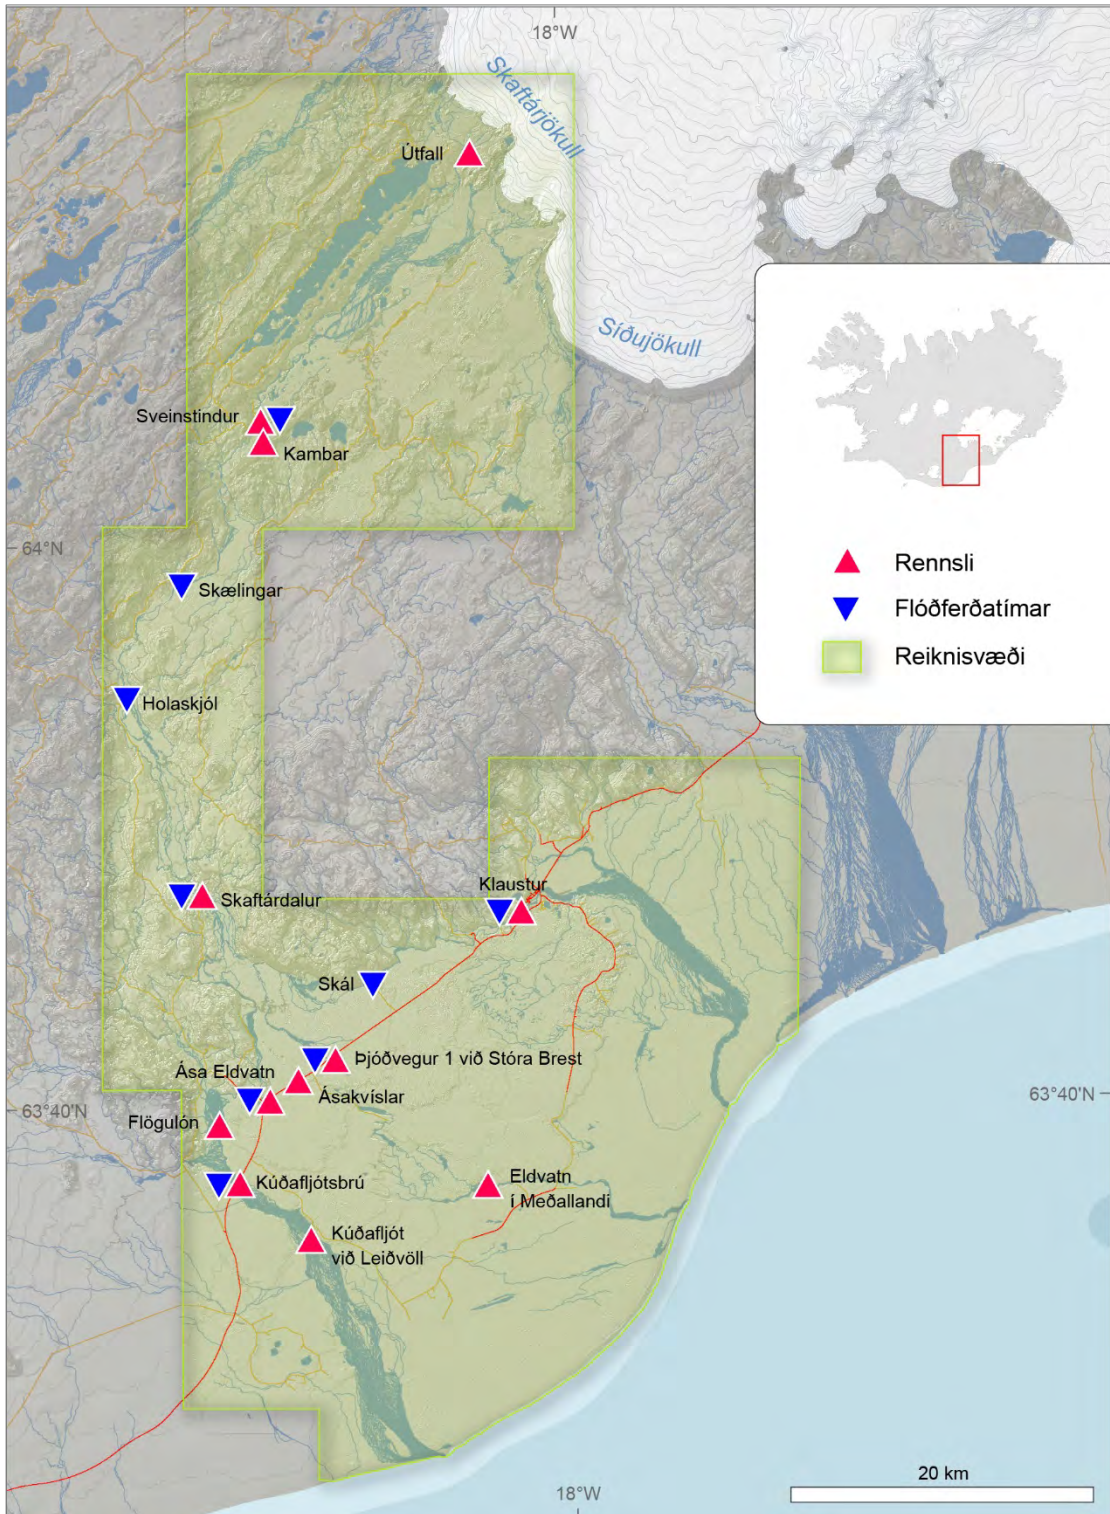 18°W
Skaftárjökull
Útfall
Síðujökull
Sveinstindur
Kambar
64°N
Skælingar
Rennsli
Flóðferðatímar
Reiknisvæði
Holaskjól
Skaftárdalur
Klaustur
Skál
Þjóðvegur 1 við Stóra Brest
Ása Eldvatn
Ásakvíslar
63°40'N
63°40'N
Flögulón
Kúðafljótsbrú
Eldvatn
í Meðallandi
Kúðafljót
við Leiðvöll
20 km
18°W